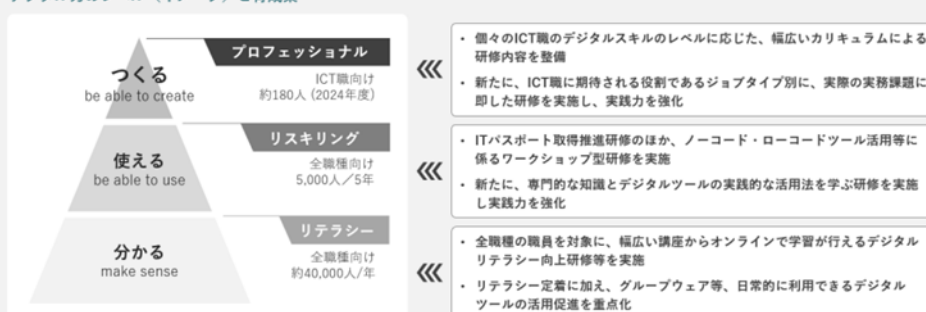 つくる
be able to create
プロフェッショナル
ICT職向け
約180人 (2024年度)
・ 個々のICT職のデジタルスキルのレベルに応じた、幅広いカリキュラムによる
研修内容を整備
・ 新たに、ICT職に期待される役割であるジョブタイプ別に、実際の実務課題に
即した研修を実施し、実践力を強化
使える
be able to use
リスキリング
全職種向け
5,000人／5年
・ ITパスポート取得推進研修のほか、ノーコード・ローコードツール活用等に
係るワークショップ型研修を実施
・ 新たに、専門的な知識とデジタルツールの実践的な活用法を学ぶ研修を実施
し実践力を強化
分かる
make sense
リテラシー
全職種向け
約40,000人/年
・ 全職種の職員を対象に、幅広い講座からオンラインで学習が行えるデジタル
リテラシー向上研修等を実施
・ リテラシー定着に加え、グループウェア等、日常的に利用できるデジタル
ツールの活用促進を重点化